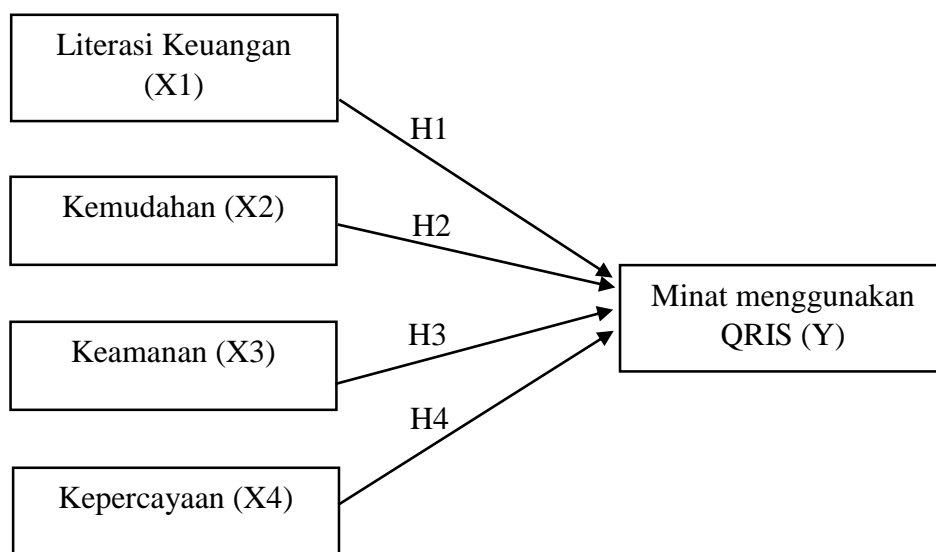 Literasi Keuangan
(X1)
H1
Kemudahan (X2)
H2
Minat menggunakan
QRIS (Y)
Keamanan (X3)
H3
H4
Kepercayaan (X4)